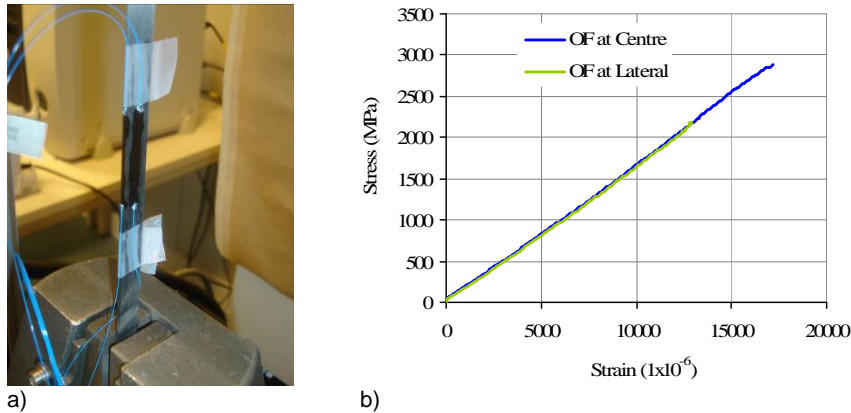 3500
3000
2500
2000
1500
1000
500
0
Stress (MPa)
OF at Centre
OF at Lateral
0 5000 10000 15000 20000
Strain (1x10⁻⁶)
a) b)